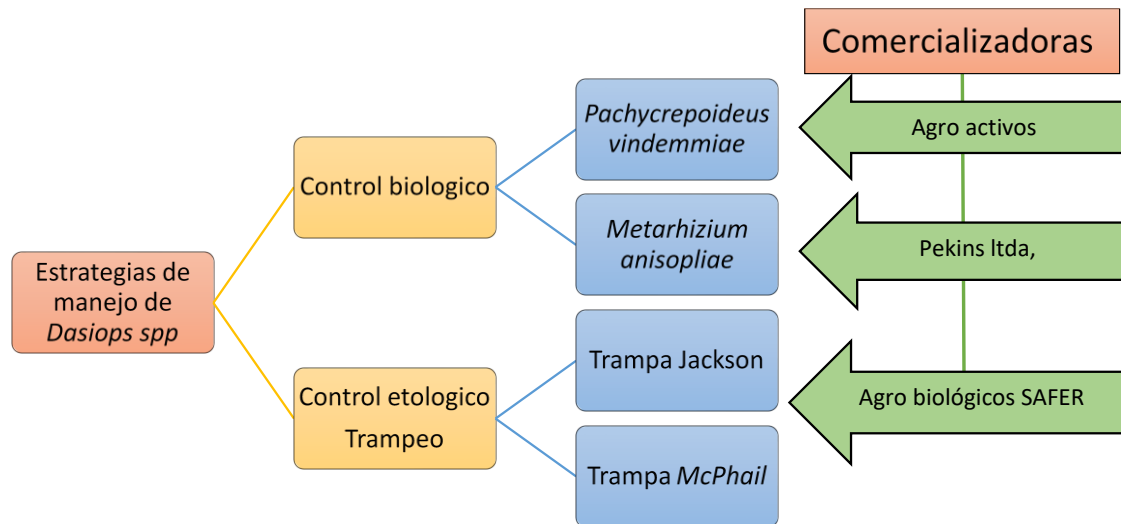 Comercializadoras
Pachycrepoideus
vindemmiae
Agro activos
Control biologico
Metarhizium
anisopliae
Pekins ltda,
Estrategias de
manejo de
Dasiops spp
Trampa Jackson
Control etologico
Trampeo
Agro biológicos SAFER
Trampa McPhail